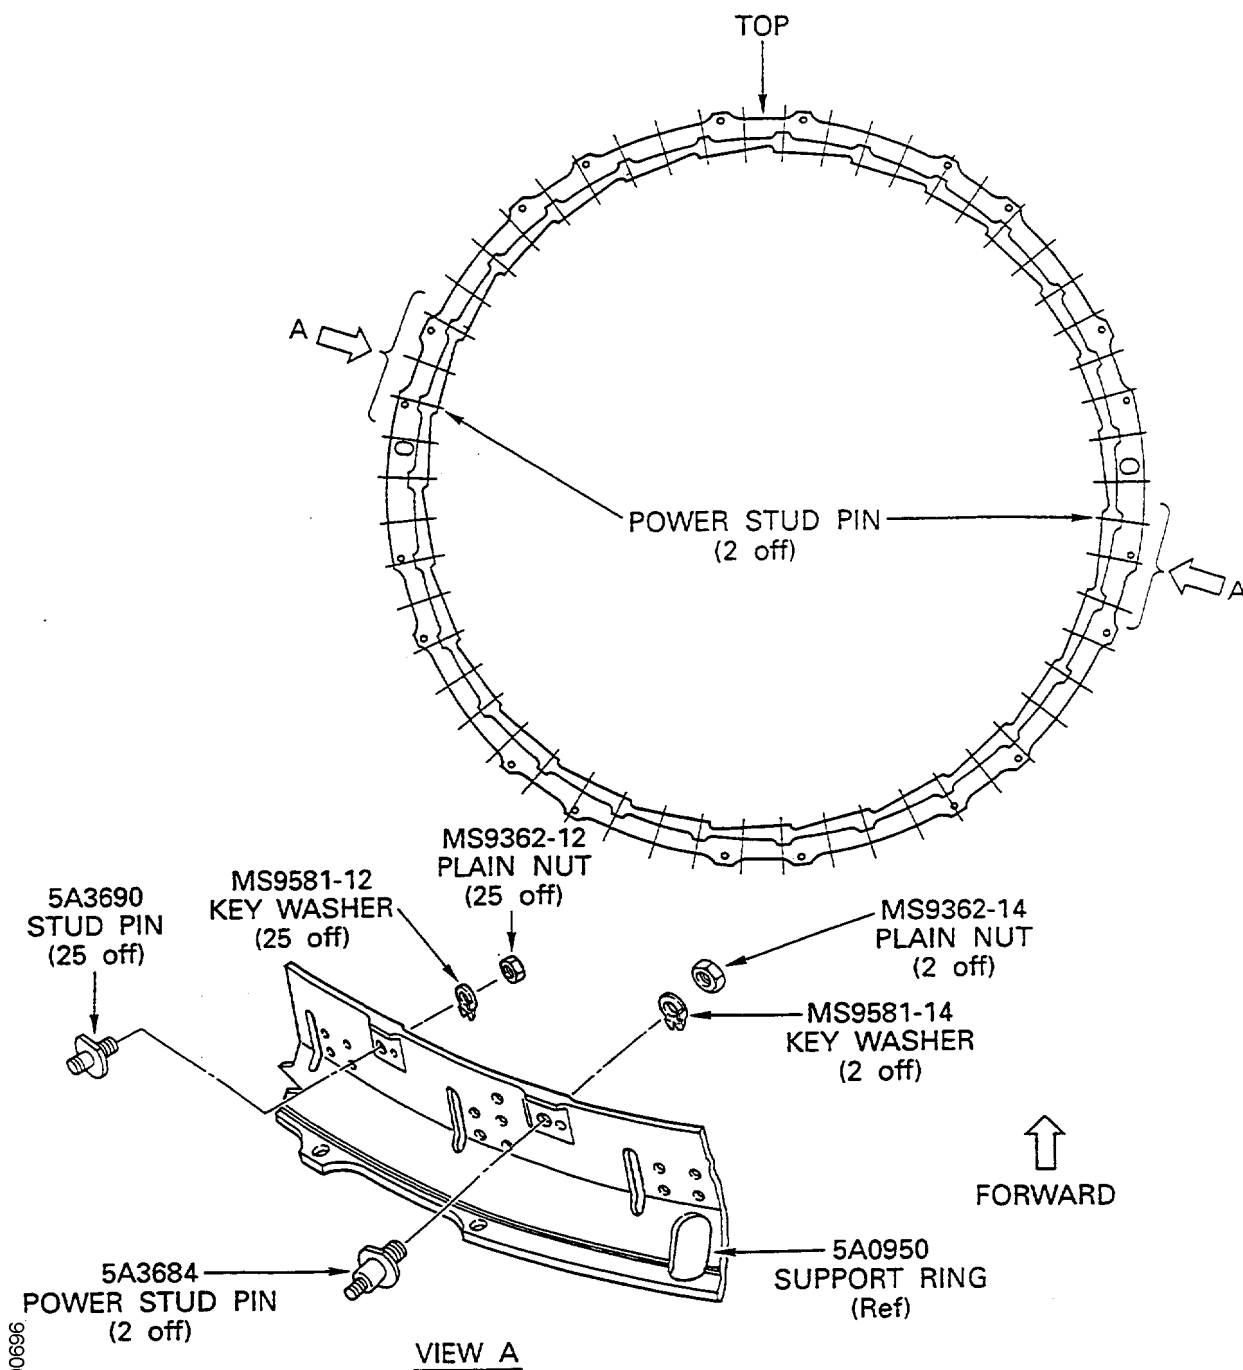 TOP
A
POWER STUD PIN
(2 off)
A
MS9362-12
PLAIN NUT
(25 off)
MS9581-12
KEY WASHER
(25 off)
5A3690
STUD PIN
(25 off)
MS9362-14
PLAIN NUT
(2 off)
MS9581-14
KEY WASHER
(2 off)
FORWARD
5A0950
SUPPORT RING
(Ref)
5A3684
POWER STUD PIN
(2 off)
VIEW A